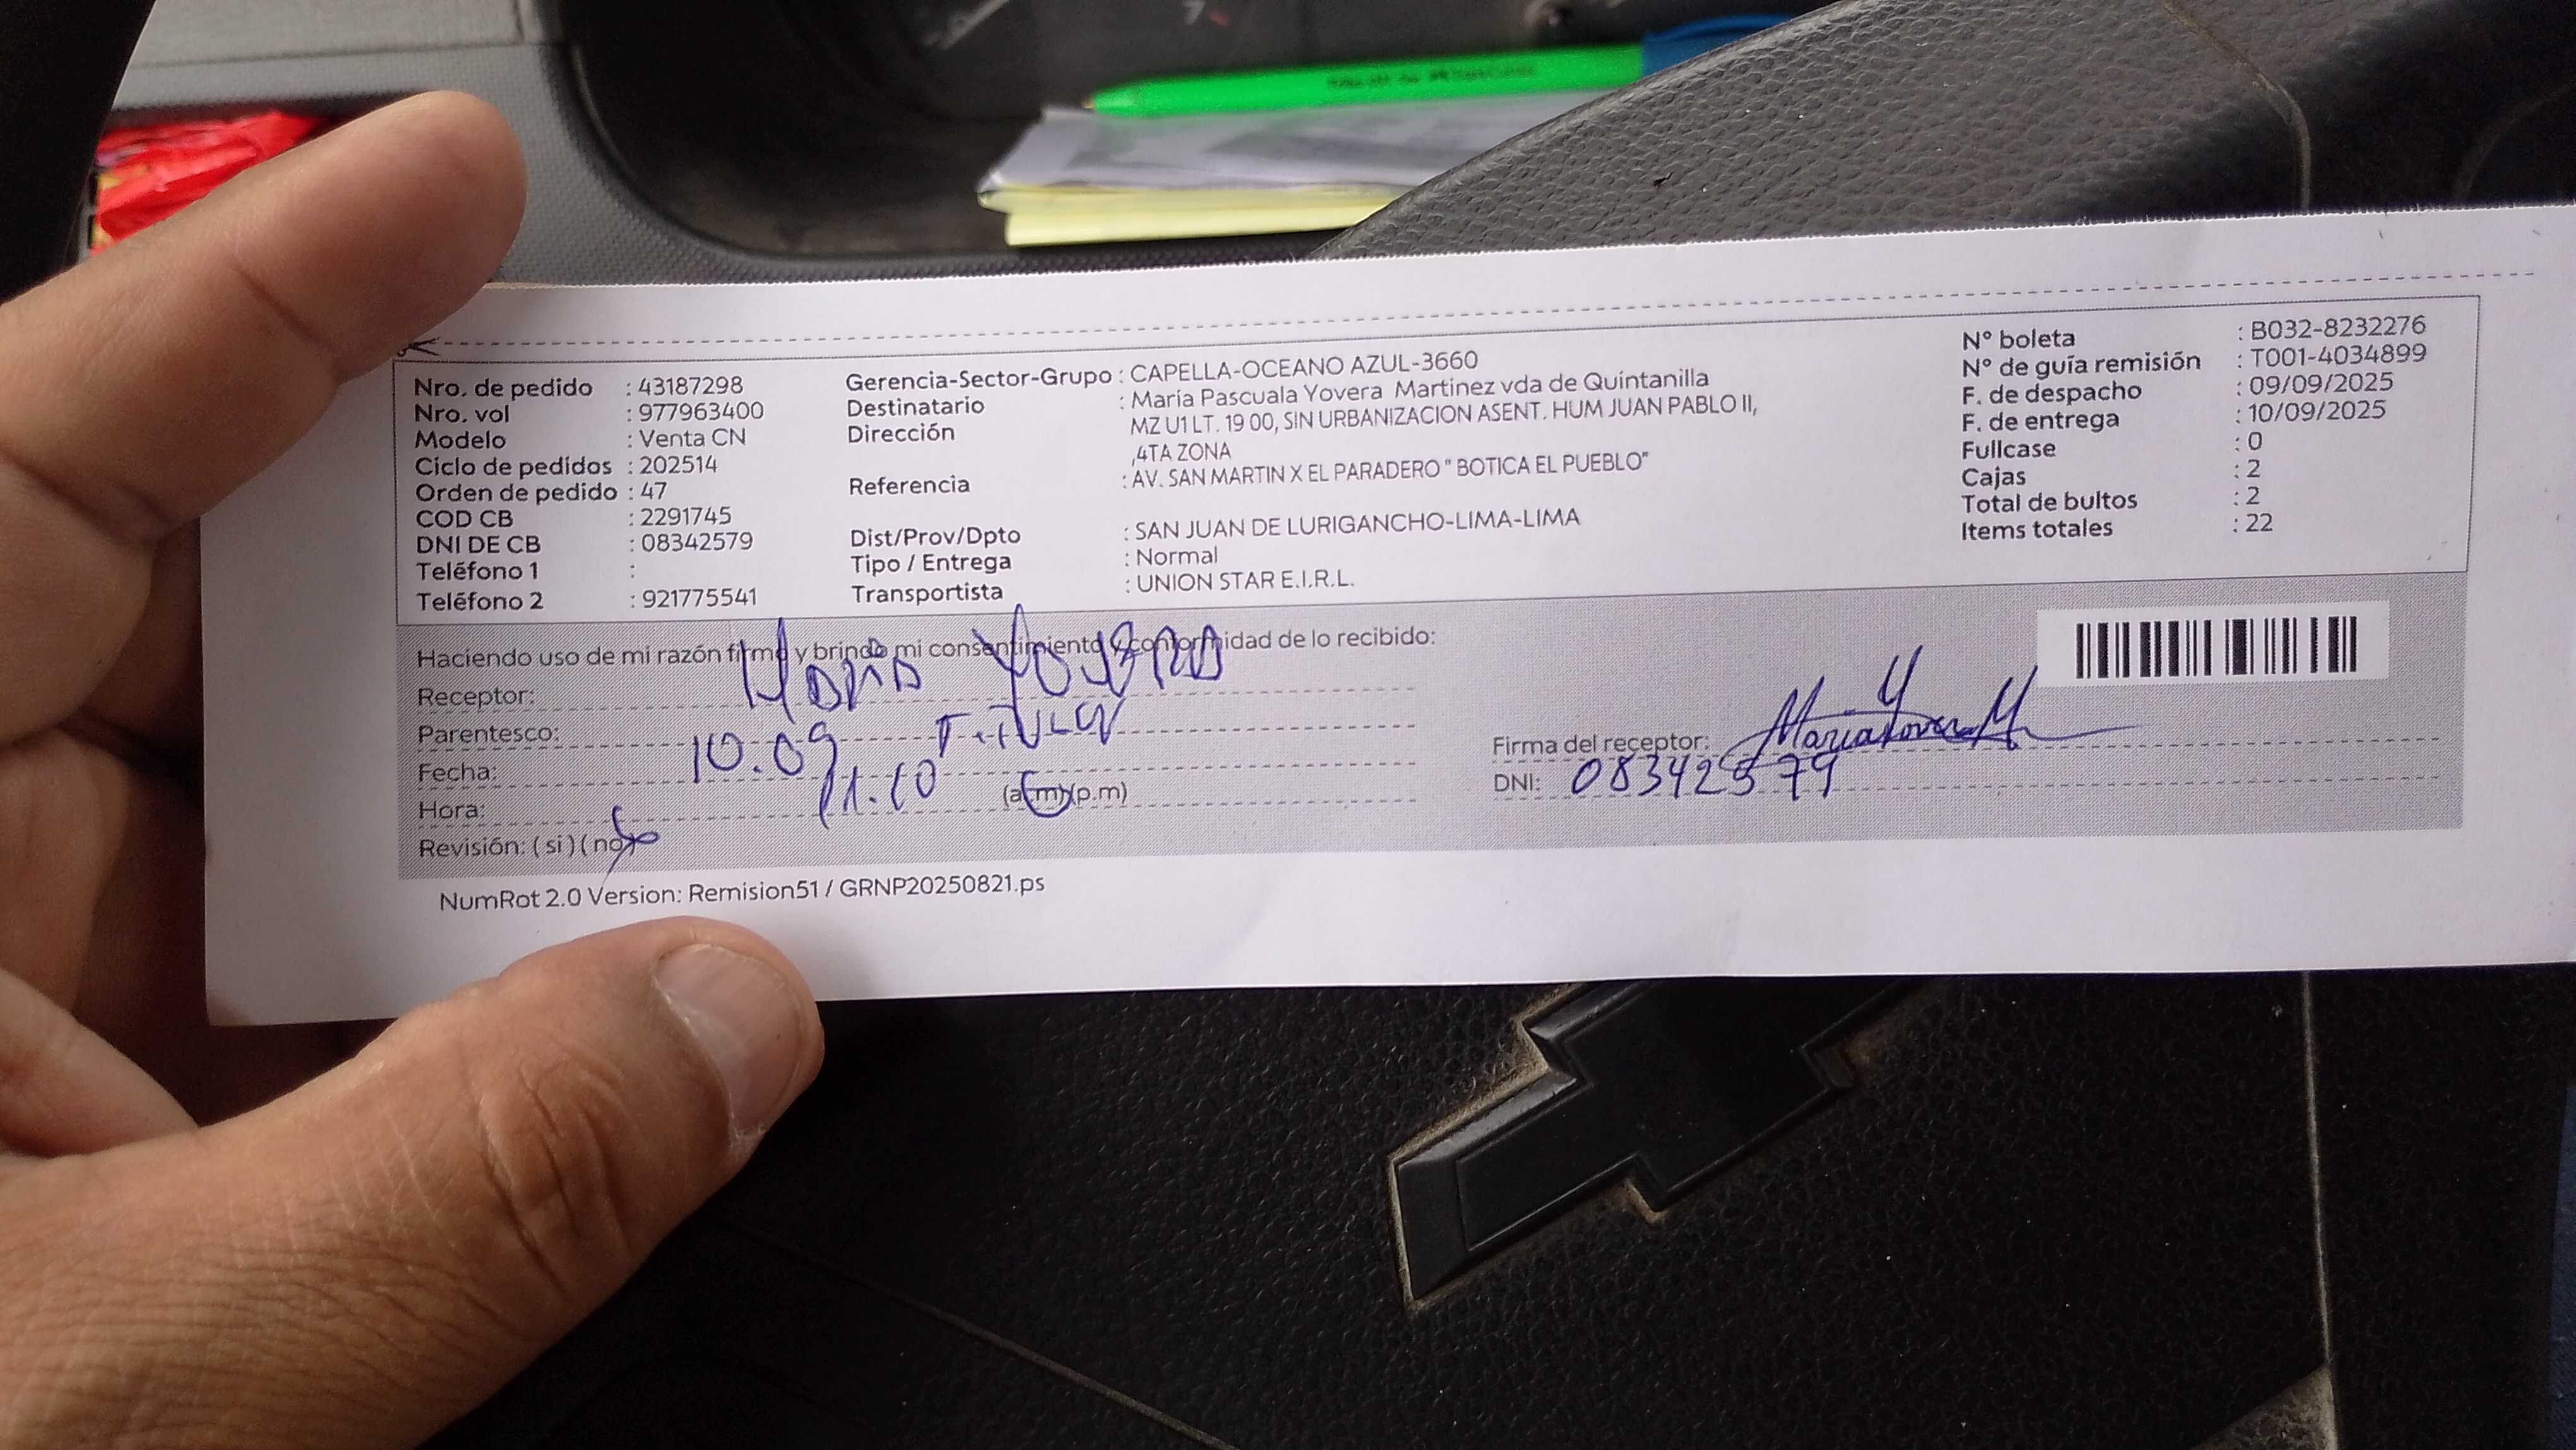 Nro. de pedido : 43187298
Nro. vol : 977963400
Modelo : Venta CN
Ciclo de pedidos : 202514
Orden de pedido : 47
COD CB : 2291745
DNI DE CB : 08342579
Teléfono 1 :
Teléfono 2 : 921775541
Gerencia-Sector-Grupo : CAPELLA-OCEANO AZUL-3660
Destinatario : Maria Pascuala Yovera Martinez vda de Quintanilla
Dirección MZ U1 LT. 19 00, SIN URBANIZACION ASENT. HUM JUAN PABLO II,
,4TA ZONA
Referencia : AV. SAN MARTIN X EL PARADERO " BOTICA EL PUEBLO"
Dist/Prov/Dpto : SAN JUAN DE LURIGANCHO-LIMA-LIMA
Tipo / Entrega : Normal
Transportista : UNION STAR E.I.R.L.
N° boleta : B032-8232276
N° de guía remisión : T001-4034899
F. de despacho : 09/09/2025
F. de entrega : 10/09/2025
Fullcase : 0
Cajas : 2
Total de bultos : 2
Items totales : 22
Haciendo uso de mi razón firmo y brindo mi consentimiento y conformidad de lo recibido:
Receptor: Maria Yovera
Parentesco:
Fecha: 10.09
Hora: 11.10 (a.m)(p.m)
Revisión: ( si ) ( no )
Firma del receptor: Maria Yovera M
DNI: 08342579
NumRot 2.0 Version: Remision51 / GRNP20250821.ps